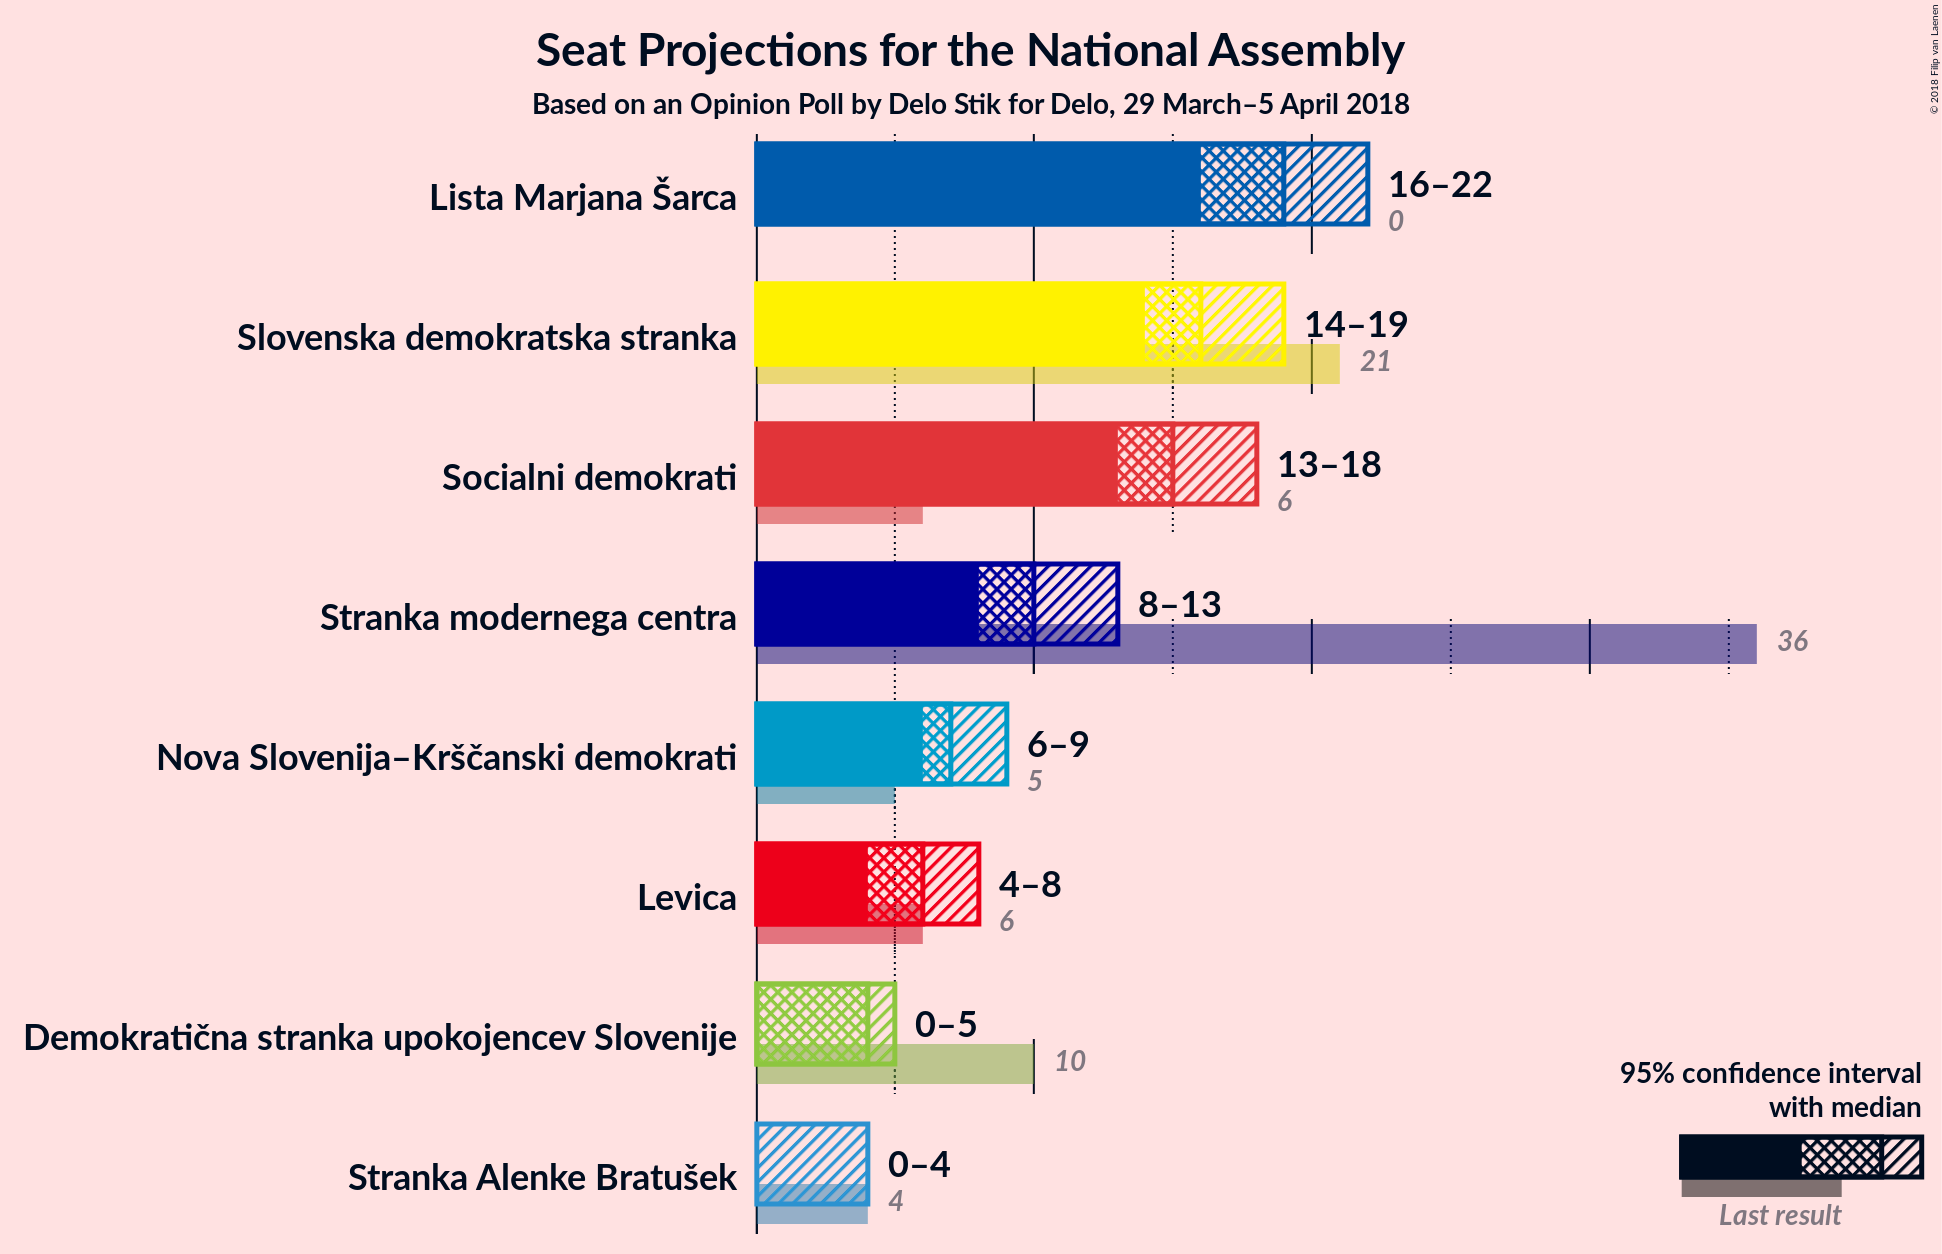 Seat Projections for the National Assembly
Based on an Opinion Poll by Delo Stik for Delo, 29 March–5 April 2018
© 2018 Filip van Laenen
Lista Marjana Šarca
16–22
0
Slovenska demokratska stranka
14–19
21
Socialni demokrati
13–18
6
Stranka modernega centra
8–13
36
Nova Slovenija–Krščanski demokrati
6–9
5
Levica
4–8
6
Demokratična stranka upokojencev Slovenije
0–5
10
Stranka Alenke Bratušek
0–4
4
95% confidence interval
with median
Last result